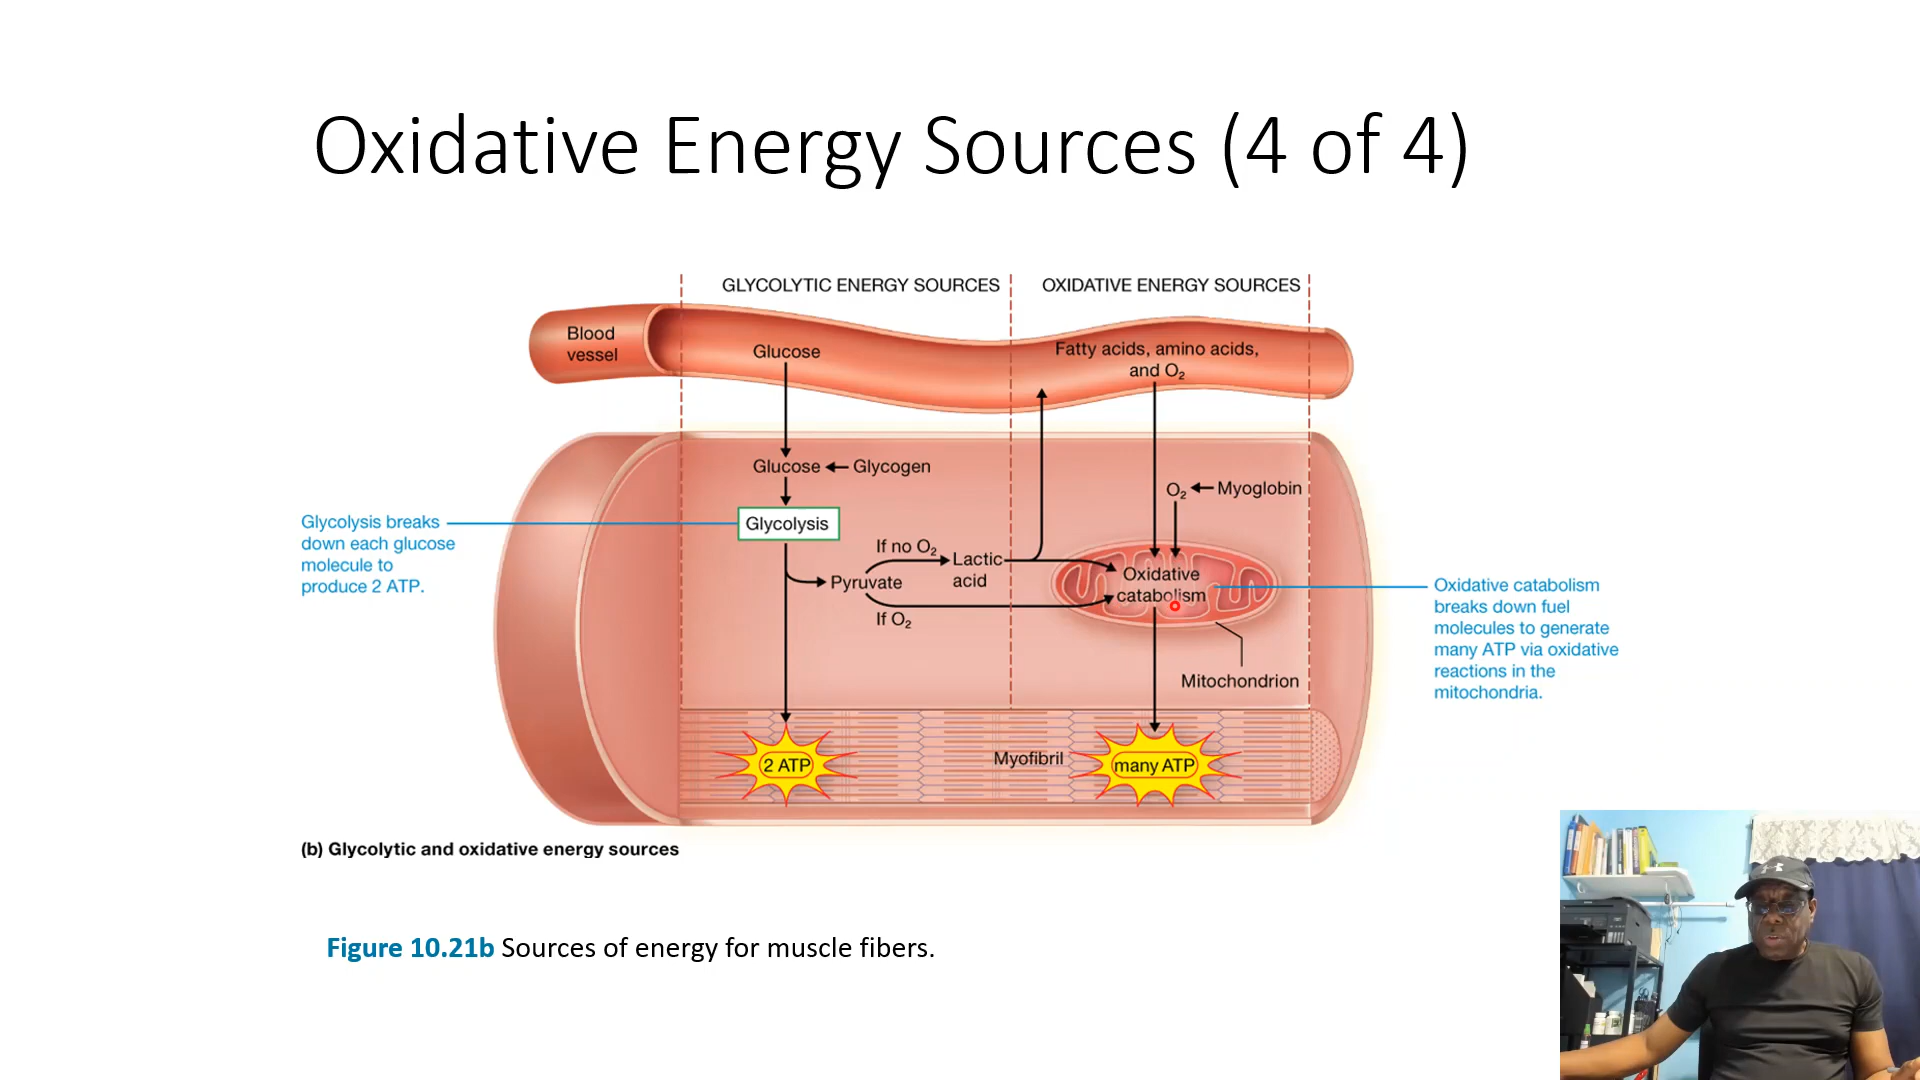 Oxidative Energy Sources (4 of 4)
GLYCOLYTIC ENERGY SOURCES
OXIDATIVE ENERGY SOURCES
Blood
vessel
Glucose
Fatty acids, amino acids,
and O₂
Glucose
Glycogen
O₂
Myoglobin
Glycolysis breaks
down each glucose
molecule to
produce 2 ATP.
Glycolysis
If no O₂
Lactic
acid
Pyruvate
If O₂
Oxidative
catabolism
Oxidative catabolism
breaks down fuel
molecules to generate
many ATP via oxidative
reactions in the
mitochondria.
Mitochondrion
2 ATP
Myofibril
many ATP
(b) Glycolytic and oxidative energy sources
Figure 10.21b Sources of energy for muscle fibers.